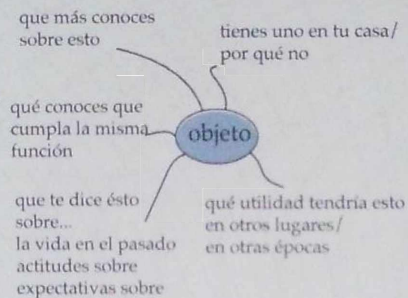 que más conoces
sobre esto
tienes uno en tu casa/
por qué no
qué conoces que
cumpla la misma
función
objeto
que te dice ésto
sobre...
la vida en el pasado
actitudes sobre
expectativas sobre
qué utilidad tendría esto
en otros lugares/
en otras épocas